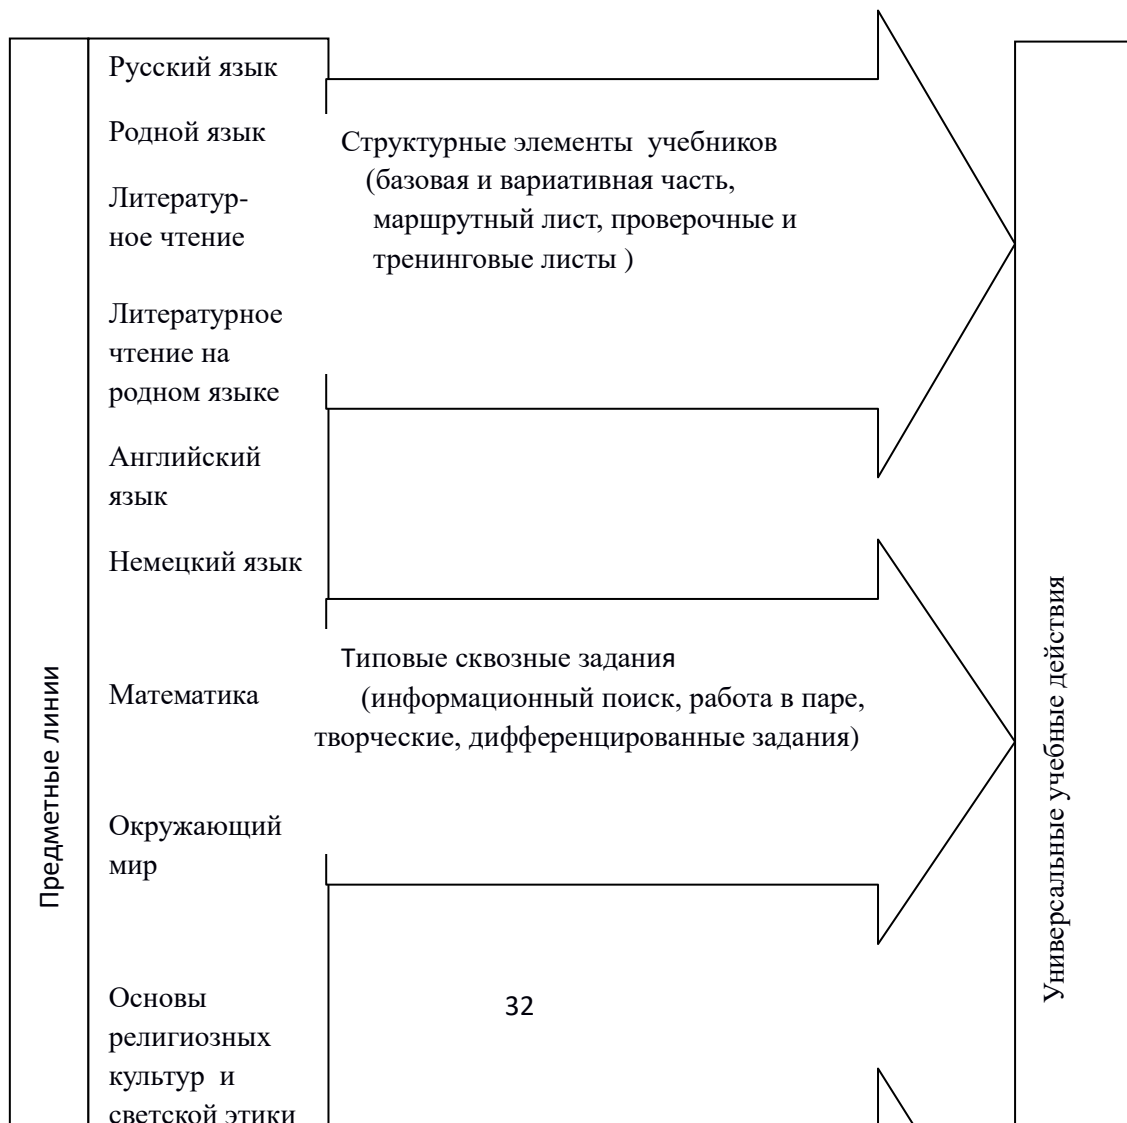 Предметные линии
Русский язык
Родной язык
Литератур-
ное чтение
Литературное
чтение на
родном языке
Английский
язык
Немецкий язык
Математика
Окружающий
мир
Основы
религиозных
культур и
светской этики
Структурные элементы учебников
(базовая и вариативная часть,
маршрутный лист, проверочные и
тренинговые листы )
Типовые сквозные задания
(информационный поиск, работа в паре,
творческие, дифференцированные задания)
Универсальные учебные действия
32